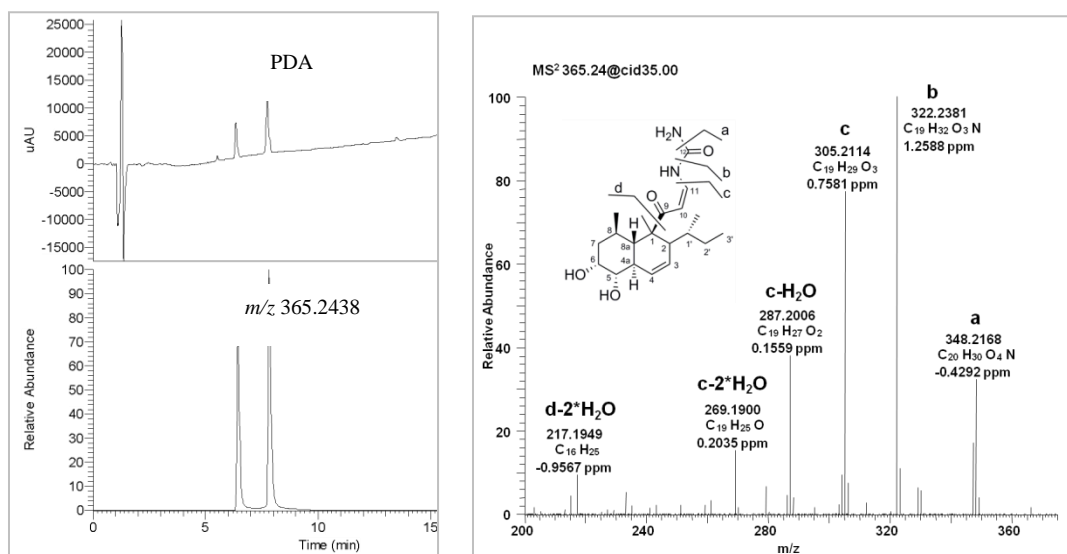 25000
20000
15000
10000
5000
0
-5000
-10000
-15000
uAU
PDA
100
90
80
70
60
50
40
30
20
10
0
Relative Abundance
m/z 365.2438
0 5 10 15
Time (min)
MS² 365.24@cid35.00
100
80
60
40
20
0
Relative Abundance
H₂N
a
12
O
HN
b
c
d
O
9
11
10
8
H
7
8a
1
2
1'
2'
3'
6
4a
3
5
4
HO
H
OH
b
322.2381
C₁₉ H₃₂ O₃ N
1.2588 ppm
c
305.2114
C₁₉ H₂₉ O₃
0.7581 ppm
c-H₂O
287.2006
C₁₉ H₂₇ O₂
0.1559 ppm
a
348.2168
C₂₀ H₃₀ O₄ N
-0.4292 ppm
c-2*H₂O
269.1900
C₁₉ H₂₅ O
0.2035 ppm
d-2*H₂O
217.1949
C₁₆ H₂₅
-0.9567 ppm
200 240 280 320 360
m/z